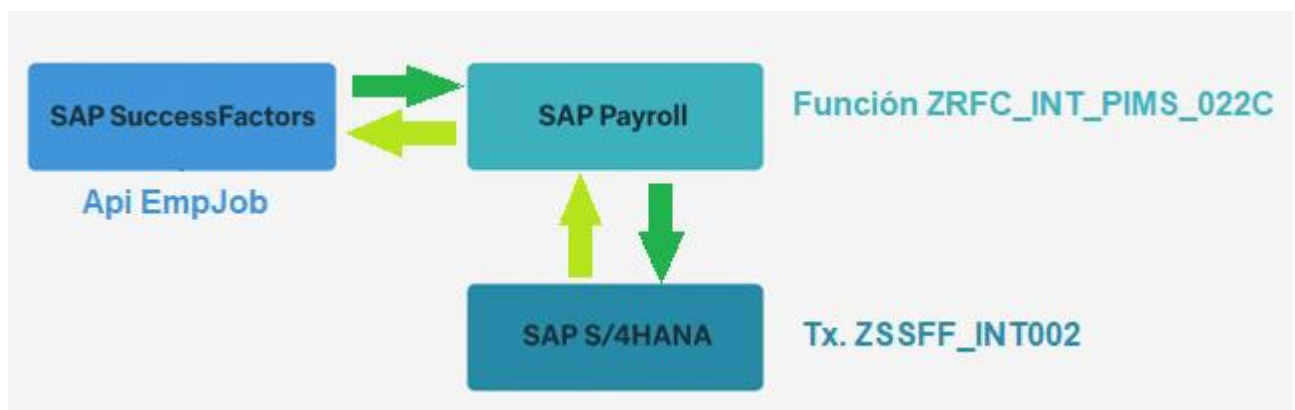 SAP SuccessFactors
SAP Payroll
Función ZRFC_INT_PIMS_022C
Api EmpJob
SAP S/4HANA
Tx. ZSSFF_INT002